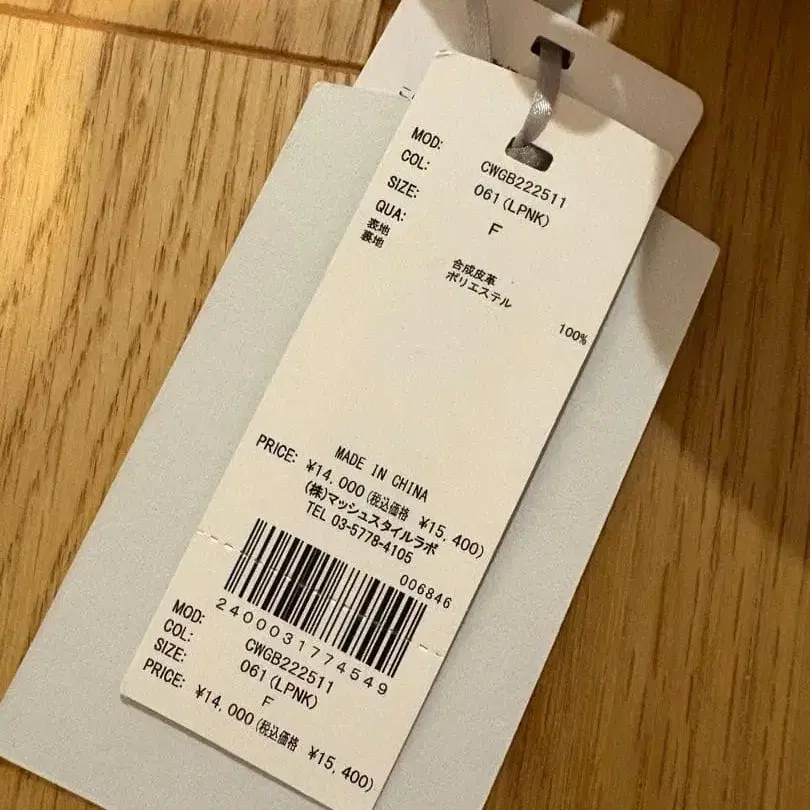 MOD: CWGB222511
COL: 061(LPNK)
SIZE: F
QUA:
表地 合成皮革
裏地 ポリエステル 100%
MADE IN CHINA
PRICE: ¥14,000(税込価格 ¥15,400)
(株)マッシュスタイルラボ
TEL 03-5778-4105
006846
2400031774549
MOD: CWGB222511
COL: 061(LPNK)
SIZE: F
PRICE: ¥14,000(税込価格 ¥15,400)